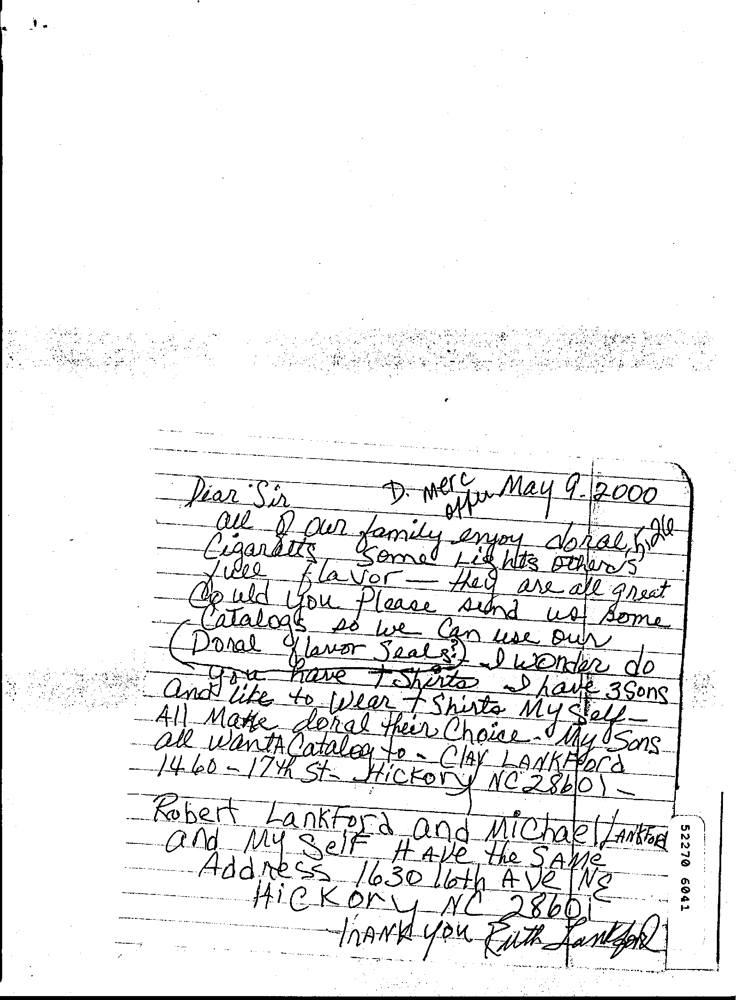 Dear Sir D. Merc offer May 9. 2000
all of our family enjoy doral 5/26
Cigaratts Some Lights others
full flavor — they are all great
Could you Please send us some
Catalogs so we can use our
(Doral flavor Seals?) I wonder do
you have T Shirts I have 3 Sons
and like to wear T Shirts My Self-
All Make doral their Choice. My Sons
all want A Catalog to - CLAY LANKFord
1460 - 17th St- Hickory NC 28601 -
Robert LankFord and Michael LANKFord
and My Self HAve the SAMe
Address 1630 16th AVe NE
HiCKory NC 28601
ThANK you Ruth Lankford
52270 6041